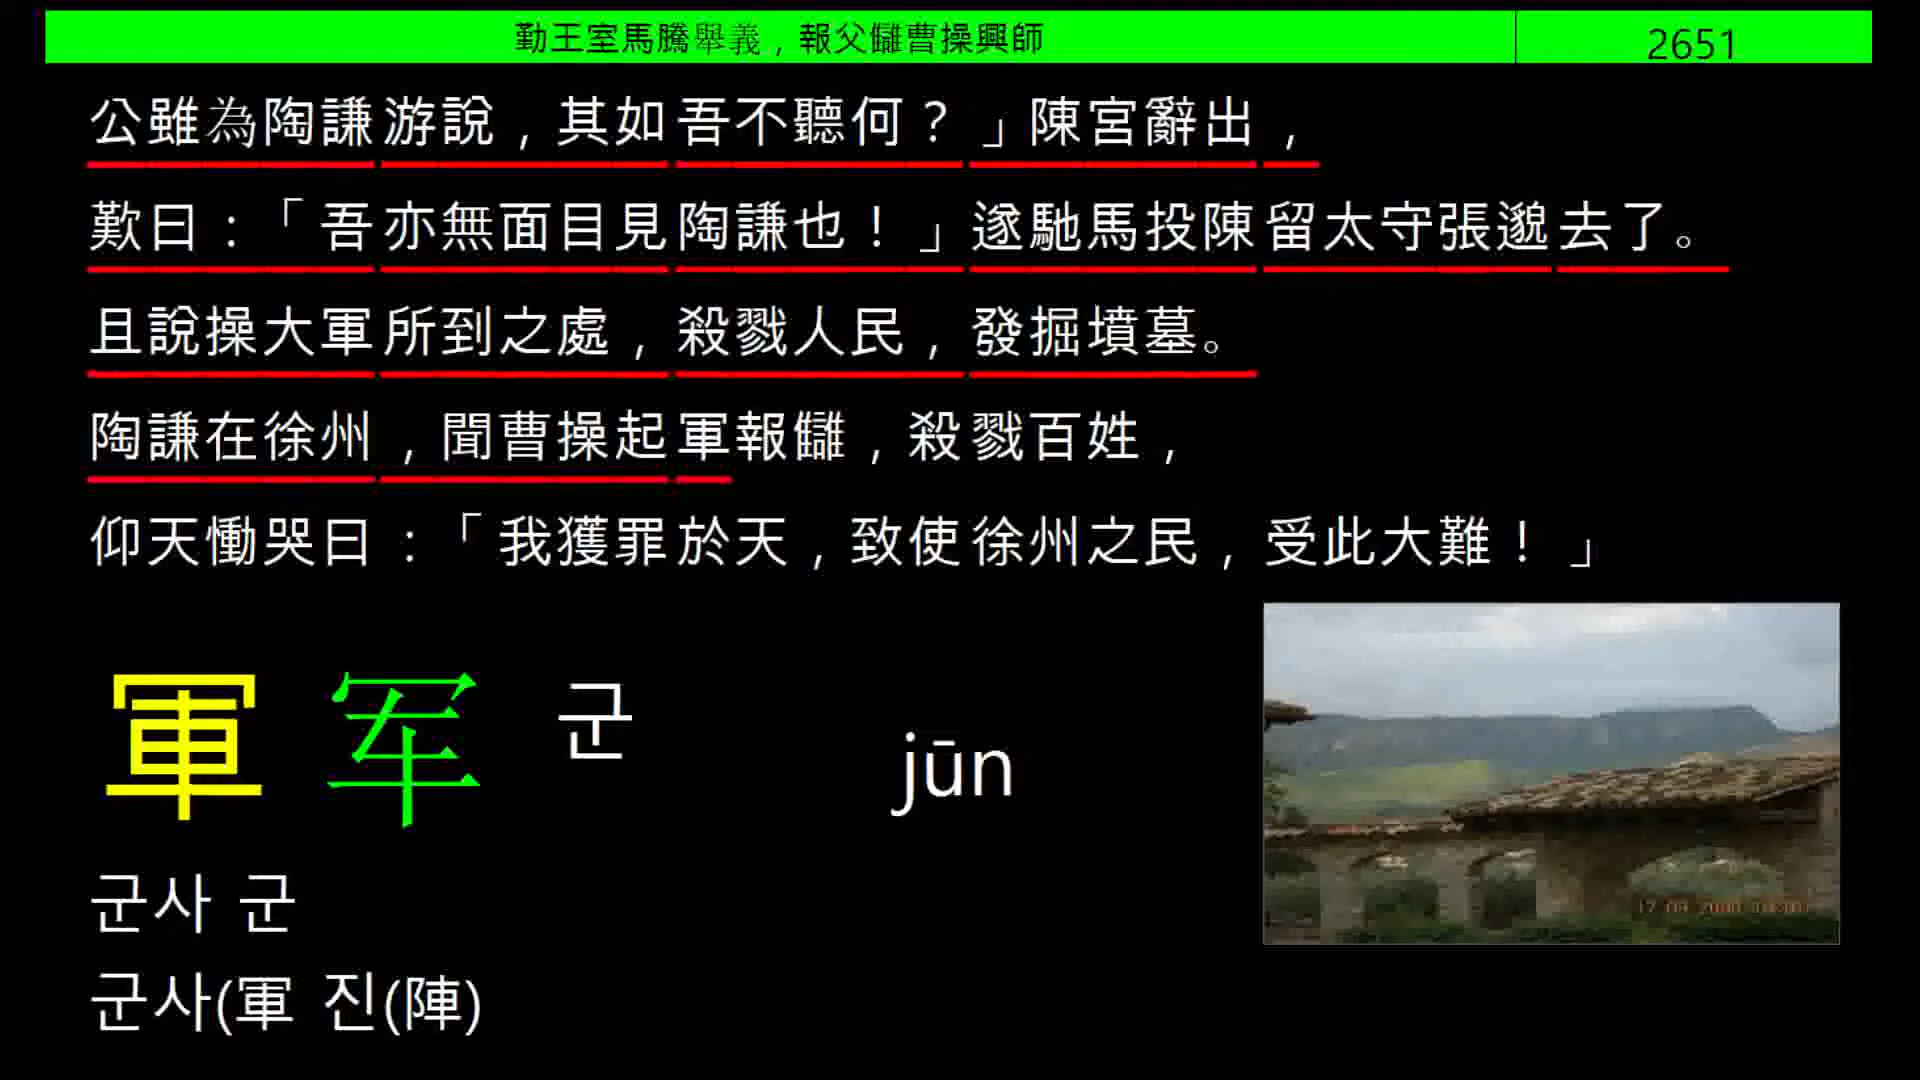 勤王室馬騰舉義，報父讎曹操興師
2651
公雖為陶謙游說，其如吾不聽何？」陳宮辭出，
歎曰：「吾亦無面目見陶謙也！」遂馳馬投陳留太守張邈去了。
且說操大軍所到之處，殺戮人民，發掘墳墓。
陶謙在徐州，聞曹操起軍報讎，殺戮百姓，
仰天慟哭曰：「我獲罪於天，致使徐州之民，受此大難！」
軍 军 군 jūn
군사 군
군사(軍 진(陣)